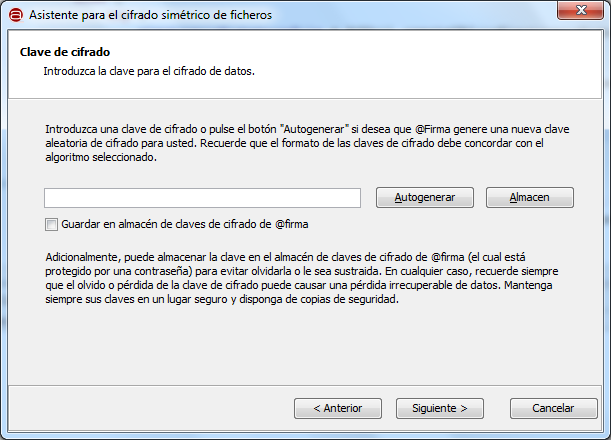 Asistente para el cifrado simétrico de ficheros
Clave de cifrado
Introduzca la clave para el cifrado de datos.
Introduzca una clave de cifrado o pulse el botón "Autogenerar" si desea que @Firma genere una nueva clave
aleatoria de cifrado para usted. Recuerde que el formato de las claves de cifrado debe concordar con el
algoritmo seleccionado.
Autogenerar
Almacen
Guardar en almacén de claves de cifrado de @firma
Adicionalmente, puede almacenar la clave en el almacén de claves de cifrado de @firma (el cual está
protegido por una contraseña) para evitar olvidarla o le sea sustraida. En cualquier caso, recuerde siempre
que el olvido o pérdida de la clave de cifrado puede causar una pérdida irrecuperable de datos. Mantenga
siempre sus claves en un lugar seguro y disponga de copias de seguridad.
< Anterior
Siguiente >
Cancelar